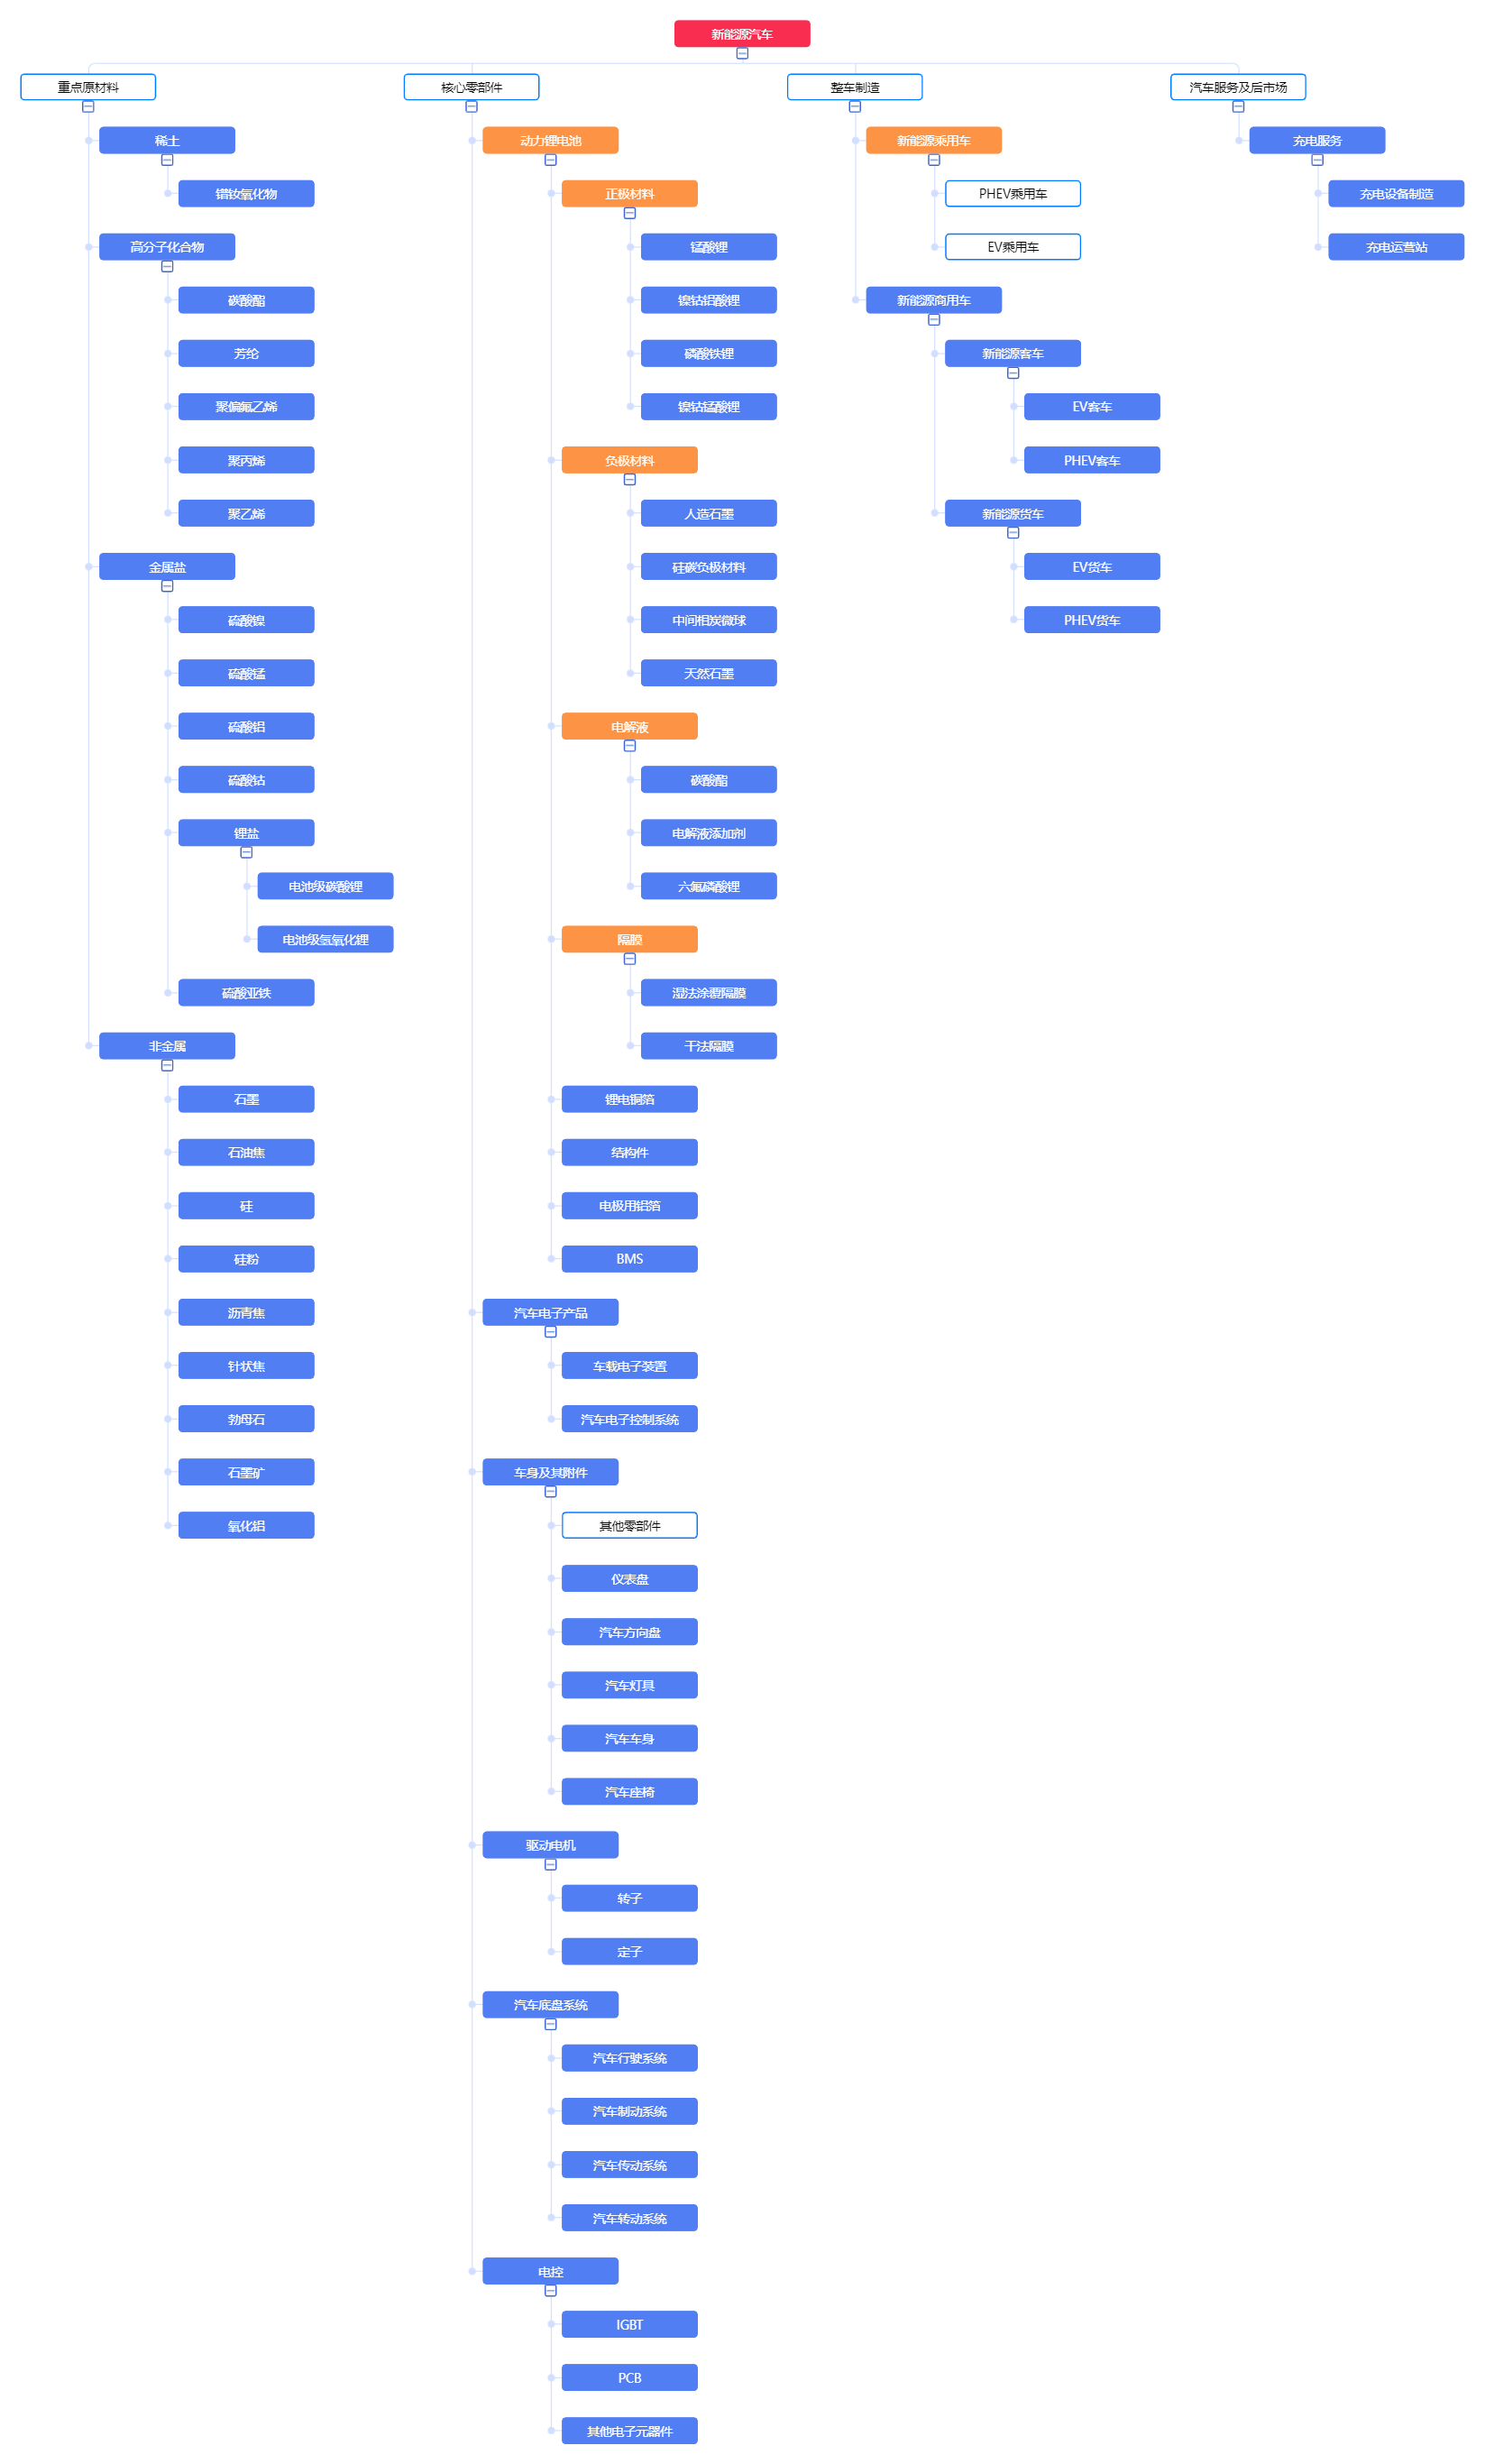 新能源汽车
重点原材料
稀土
镨钕氧化物
高分子化合物
碳酸酯
芳纶
聚偏氟乙烯
聚丙烯
聚乙烯
金属盐
硫酸镍
硫酸锰
硫酸铝
硫酸钴
锂盐
电池级碳酸锂
电池级氢氧化锂
硫酸亚铁
非金属
石墨
石油焦
硅
硅粉
沥青焦
针状焦
勃母石
石墨矿
氧化铝
核心零部件
动力锂电池
正极材料
锰酸锂
镍钴铝酸锂
磷酸铁锂
镍钴锰酸锂
负极材料
人造石墨
硅碳负极材料
中间相炭微球
天然石墨
电解液
碳酸酯
电解液添加剂
六氟磷酸锂
隔膜
湿法涂覆隔膜
干法隔膜
锂电铜箔
结构件
电极用铝箔
BMS
汽车电子产品
车载电子装置
汽车电子控制系统
车身及其附件
其他零部件
仪表盘
汽车方向盘
汽车灯具
汽车车身
汽车座椅
驱动电机
转子
定子
汽车底盘系统
汽车行驶系统
汽车制动系统
汽车传动系统
汽车转动系统
电控
IGBT
PCB
其他电子元器件
整车制造
新能源乘用车
PHEV乘用车
EV乘用车
新能源商用车
新能源客车
EV客车
PHEV客车
新能源货车
EV货车
PHEV货车
汽车服务及后市场
充电服务
充电设备制造
充电运营站